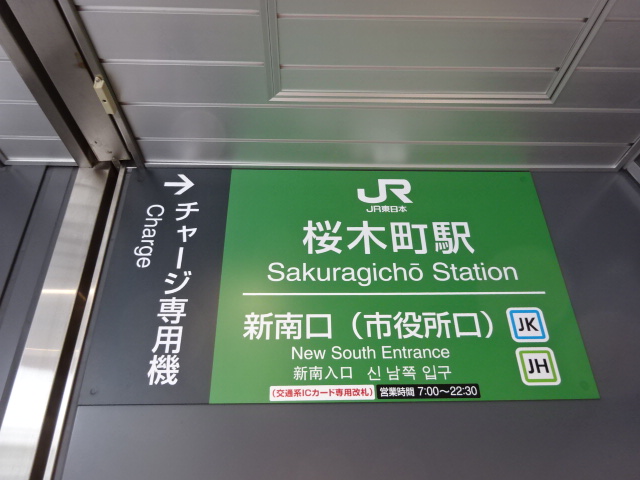 →チャージ専用機
Charge
JR
JR東日本
桜木町駅
Sakuragichō Station
新南口（市役所口）
New South Entrance
新南入口 신 남쪽 입구
JK
JH
（交通系ICカード専用改札） 営業時間 7:00〜22:30